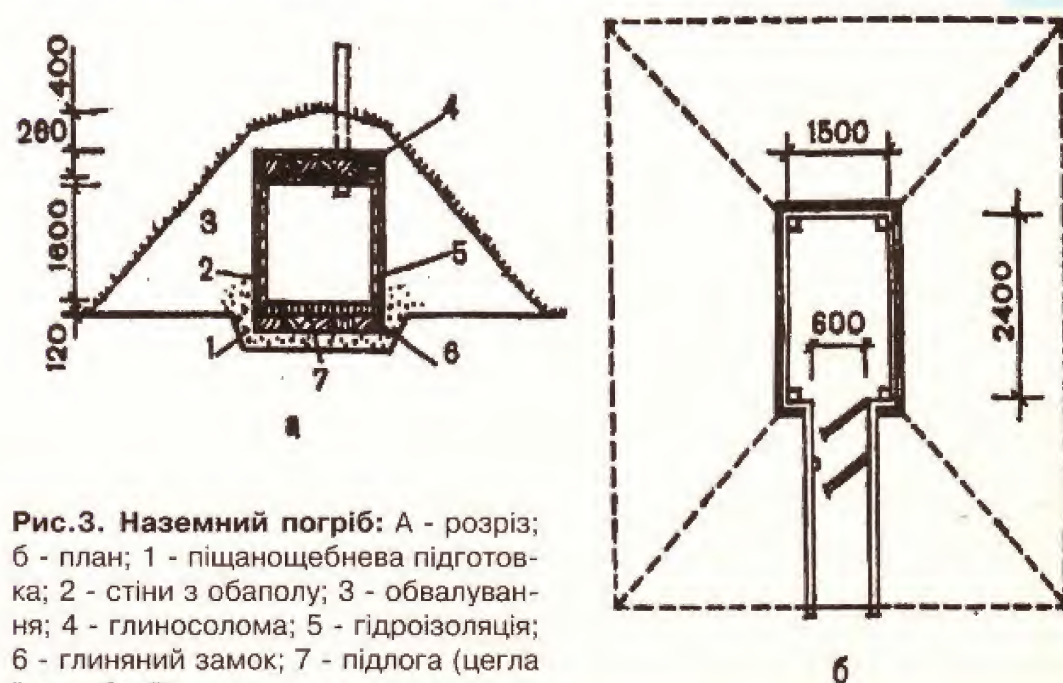 400
260
1600
120
1
2
3
4
5
6
7
а
1500
600
2400
б
Рис.3. Наземний погріб: А - розріз;
б - план; 1 - піщанощебнева підготов-
ка; 2 - стіни з обаполу; 3 - обвалуван-
ня; 4 - глиносолома; 5 - гідроізоляція;
6 - глиняний замок; 7 - підлога (цегла